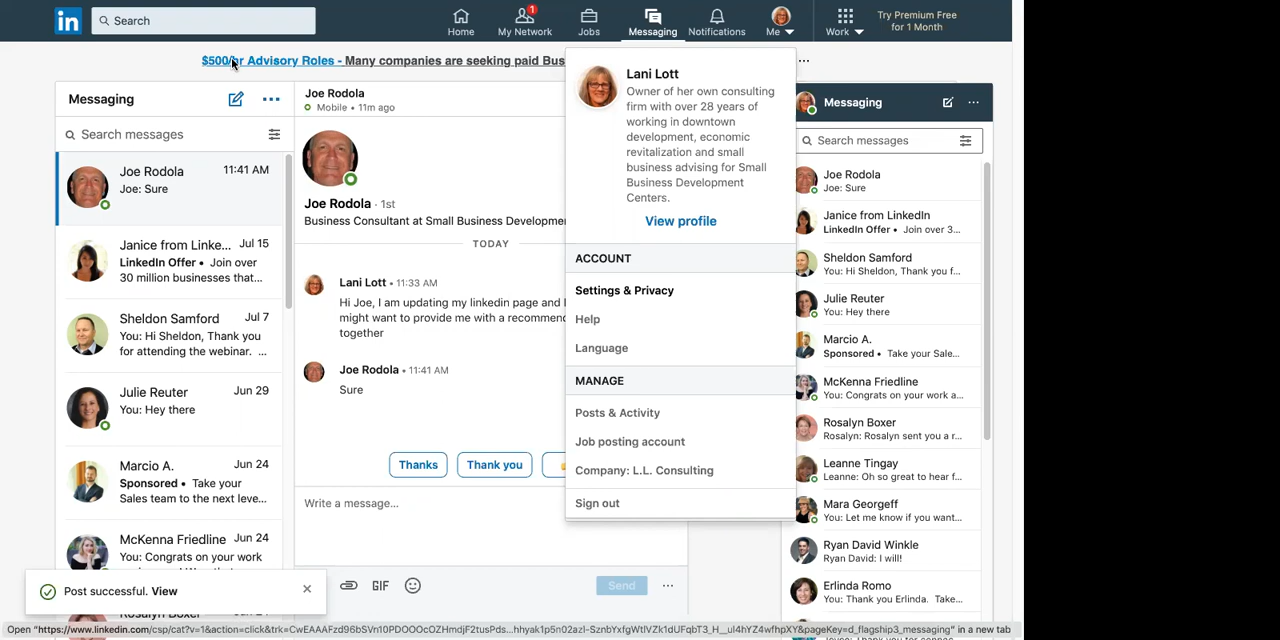 in
Search
Home
1
My Network
Jobs
Messaging
Notifications
Me
Work
Try Premium Free
for 1 Month
$500/hr Advisory Roles - Many companies are seeking paid Bus
Messaging
Search messages
Joe Rodola 11:41 AM
Joe: Sure
Janice from Linke... Jul 15
LinkedIn Offer • Join over
30 million businesses that...
Sheldon Samford Jul 7
You: Hi Sheldon, Thank you
for attending the webinar. ...
Julie Reuter Jun 29
You: Hey there
Marcio A. Jun 24
Sponsored • Take your
Sales team to the next leve...
McKenna Friedline Jun 24
You: Congrats on your work
Post successful. View
Joe Rodola
Mobile • 11m ago
Joe Rodola · 1st
Business Consultant at Small Business Developme
TODAY
Lani Lott • 11:33 AM
Hi Joe, I am updating my linkedin page and
might want to provide me with a recommen
together
Joe Rodola • 11:41 AM
Sure
Thanks
Thank you
Write a message...
GIF
Send
Lani Lott
Owner of her own consulting
firm with over 28 years of
working in downtown
development, economic
revitalization and small
business advising for Small
Business Development
Centers.
View profile
ACCOUNT
Settings & Privacy
Help
Language
MANAGE
Posts & Activity
Job posting account
Company: L.L. Consulting
Sign out
Messaging
Search messages
Joe Rodola
Joe: Sure
Janice from LinkedIn
LinkedIn Offer • Join over 3...
Sheldon Samford
You: Hi Sheldon, Thank you f...
Julie Reuter
You: Hey there
Marcio A.
Sponsored • Take your Sale...
McKenna Friedline
You: Congrats on your work a...
Rosalyn Boxer
Rosalyn: Rosalyn sent you a r...
Leanne Tingay
Leanne: Oh so great to hear f...
Mara Georgeff
You: Let me know if you want...
Ryan David Winkle
Ryan David: I will!
Erlinda Romo
You: Thank you Erlinda. Take...